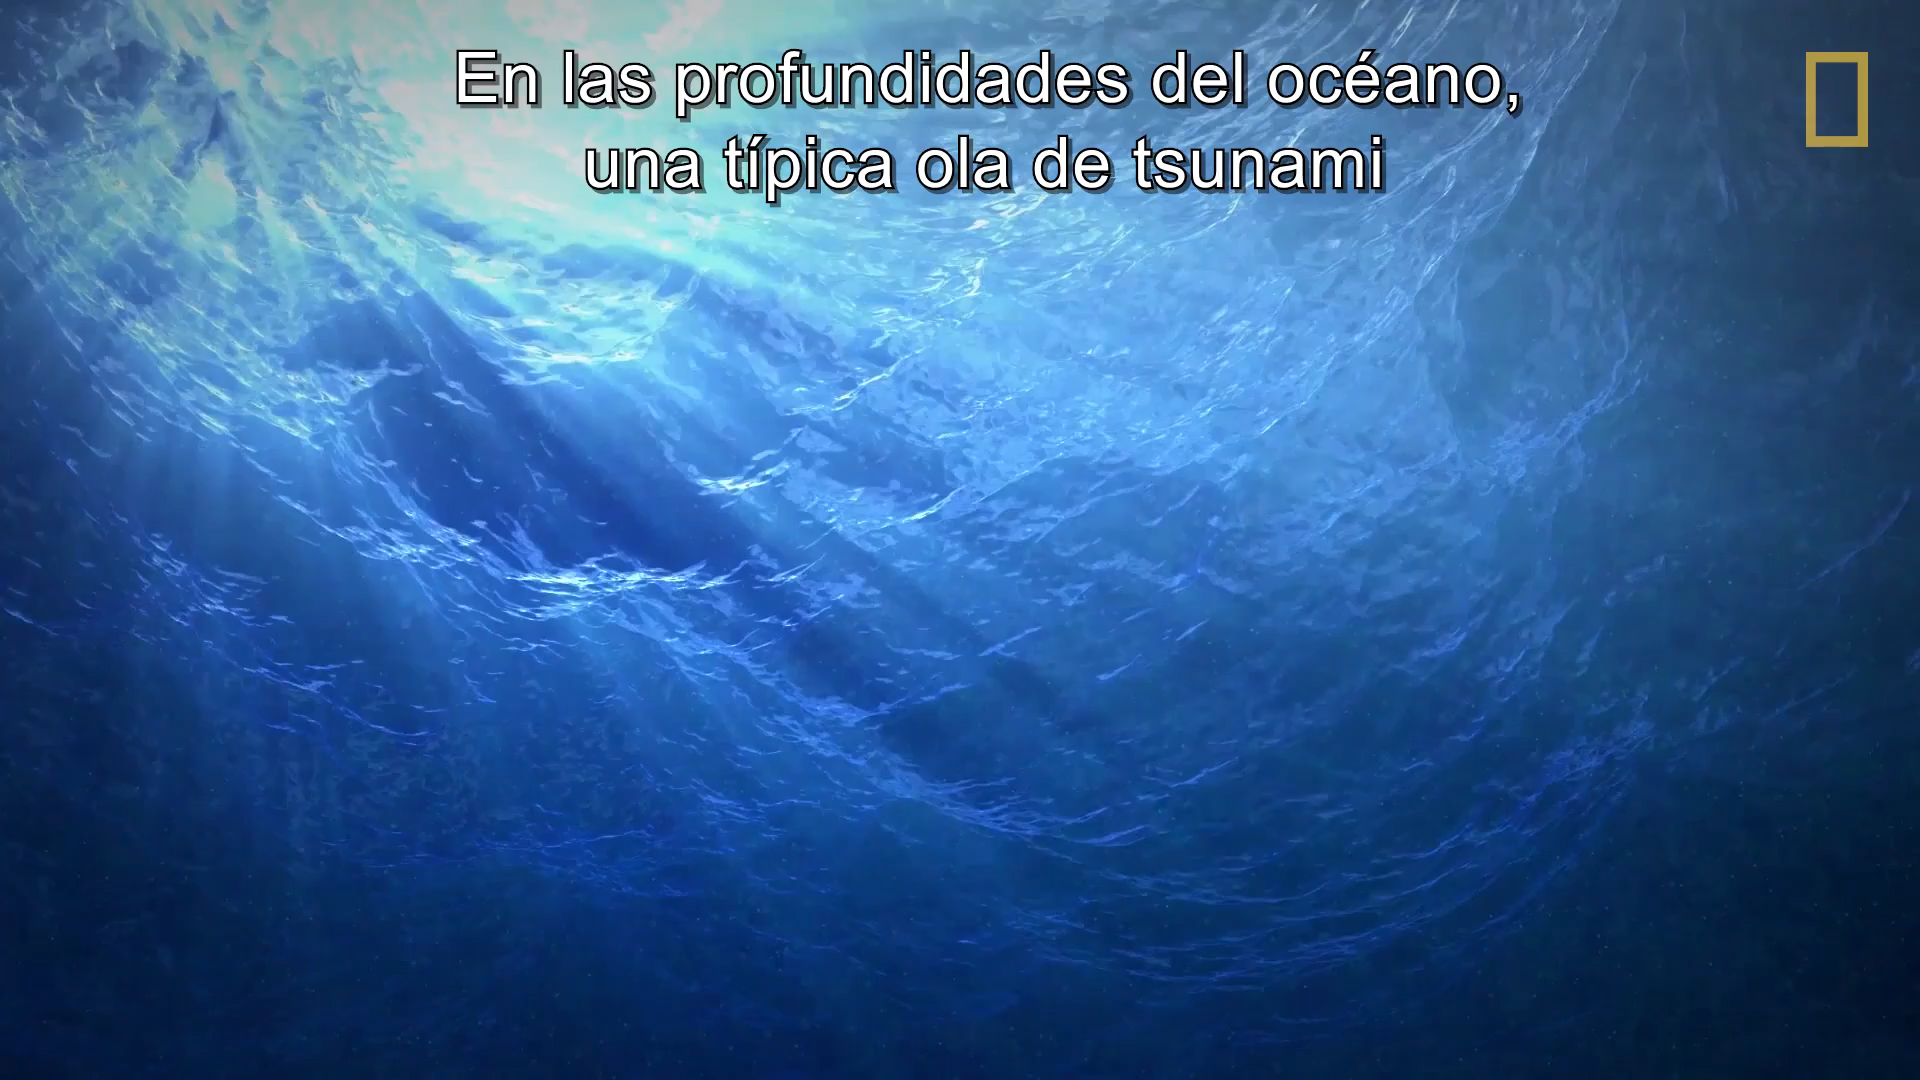 En las profundidades del océano,
una típica ola de tsunami